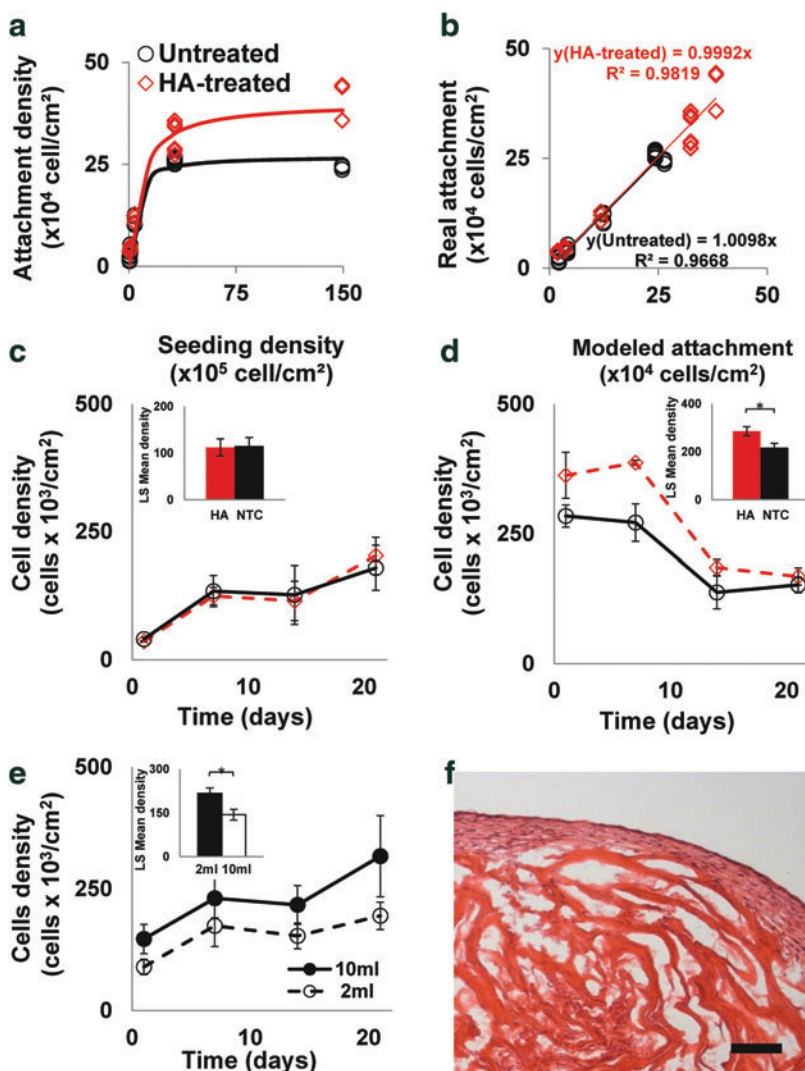 a
Untreated
HA-treated
Attachment density
(x10⁴ cell/cm²)
50
25
0
0
75
150
Seeding density
(x10⁵ cell/cm²)
b
y(HA-treated) = 0.9992x
R² = 0.9819
Real attachment
(x10⁴ cells/cm²)
50
25
0
y(Untreated) = 1.0098x
R² = 0.9668
0
25
50
Modeled attachment
(x10⁴ cells/cm²)
c
Cell density
(cells x 10³/cm²)
500
250
0
LS Mean density
200
100
0
HA NTC
0
10
20
Time (days)
d
Cell density
(cells x 10³/cm²)
500
250
0
LS Mean density
400
200
0
*
HA NTC
0
10
20
Time (days)
e
Cells density
(cells x 10³/cm²)
500
250
0
LS Mean density
300
150
0
*
2ml 10ml
10ml
2ml
0
10
20
Time (days)
f